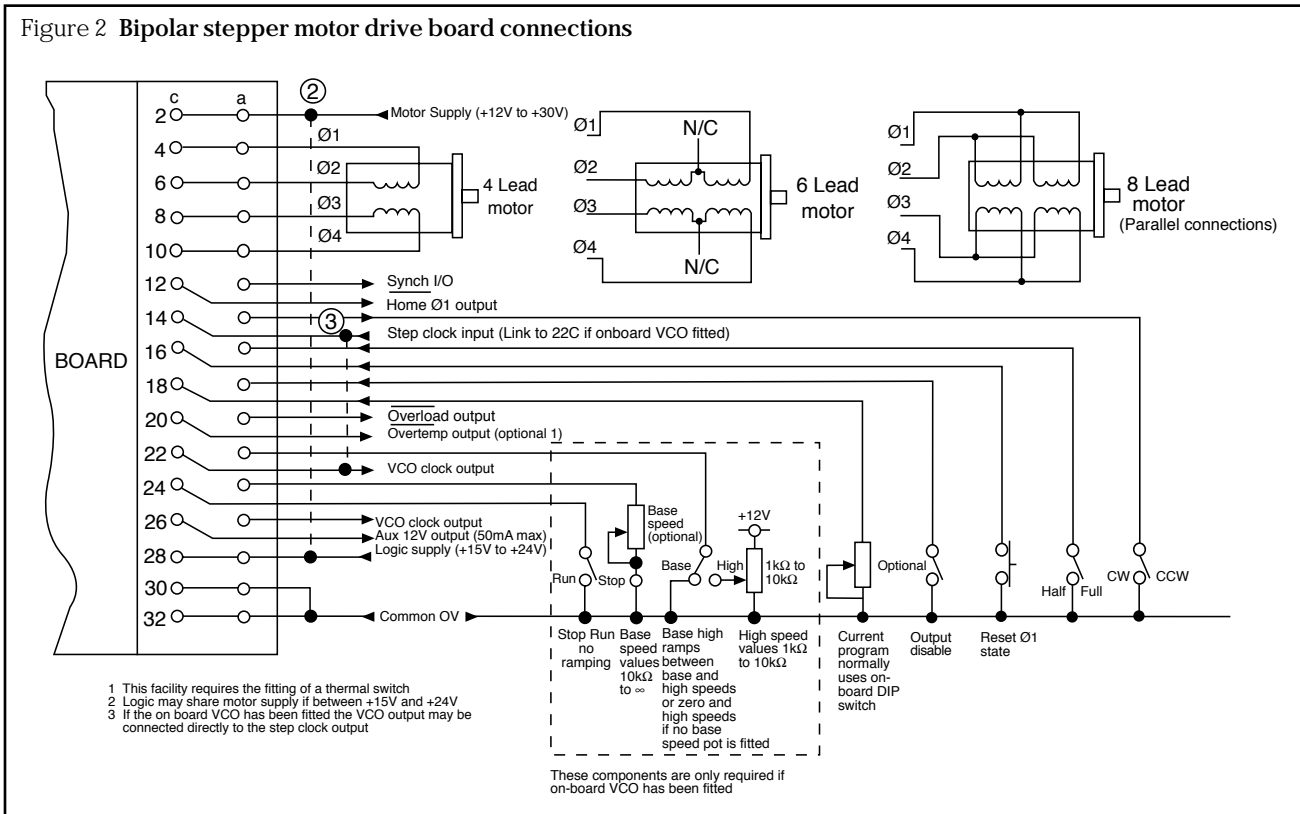 Figure 2 Bipolar stepper motor drive board connections
c a
2
4
6
8
10
12
14
16
18
20
22
24
26
28
30
32
BOARD
②
Motor Supply (+12V to +30V)
Ø1
Ø2
Ø3
Ø4
4 Lead
motor
Ø1
Ø2
Ø3
Ø4
N/C
N/C
6 Lead
motor
Ø1
Ø2
Ø3
Ø4
8 Lead
motor
(Parallel connections)
Synch I/O
Home Ø1 output
③
Step clock input (Link to 22C if onboard VCO fitted)
Overload output
Overtemp output (optional 1)
VCO clock output
VCO clock output
Aux 12V output (50mA max)
Logic supply (+15V to +24V)
Common OV
Run
Stop
Base
speed
(optional)
Base
High
+12V
1kΩ to
10kΩ
Optional
Half Full
CW CCW
Stop Run
no
ramping
Base
speed
values
10kΩ
to ∞
Base high
ramps
between
base and
high speeds
or zero and
high speeds
if no base
speed pot is fitted
High speed
values 1kΩ
to 10kΩ
Current
program
normally
uses on-
board DIP
switch
Output
disable
Reset Ø1
state
1 This facility requires the fitting of a thermal switch
2 Logic may share motor supply if between +15V and +24V
3 If the on board VCO has been fitted the VCO output may be
connected directly to the step clock output
These components are only required if
on-board VCO has been fitted